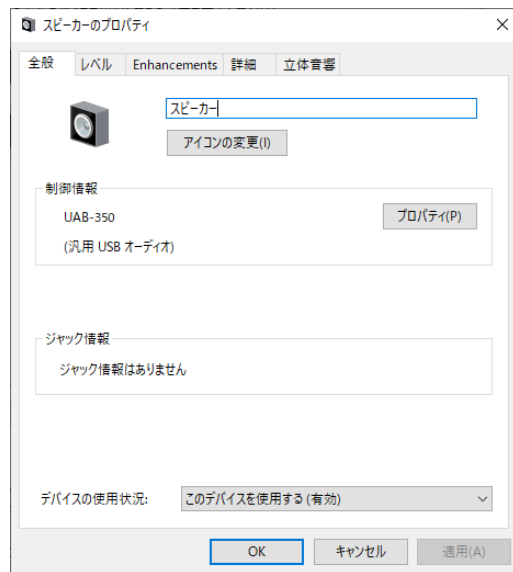 スピーカーのプロパティ
全般 レベル Enhancements 詳細 立体音響
スピーカー
アイコンの変更(I)
制御情報
UAB-350 プロパティ(P)
(汎用 USB オーディオ)
ジャック情報
ジャック情報はありません
デバイスの使用状況: このデバイスを使用する (有効)
OK キャンセル 適用(A)